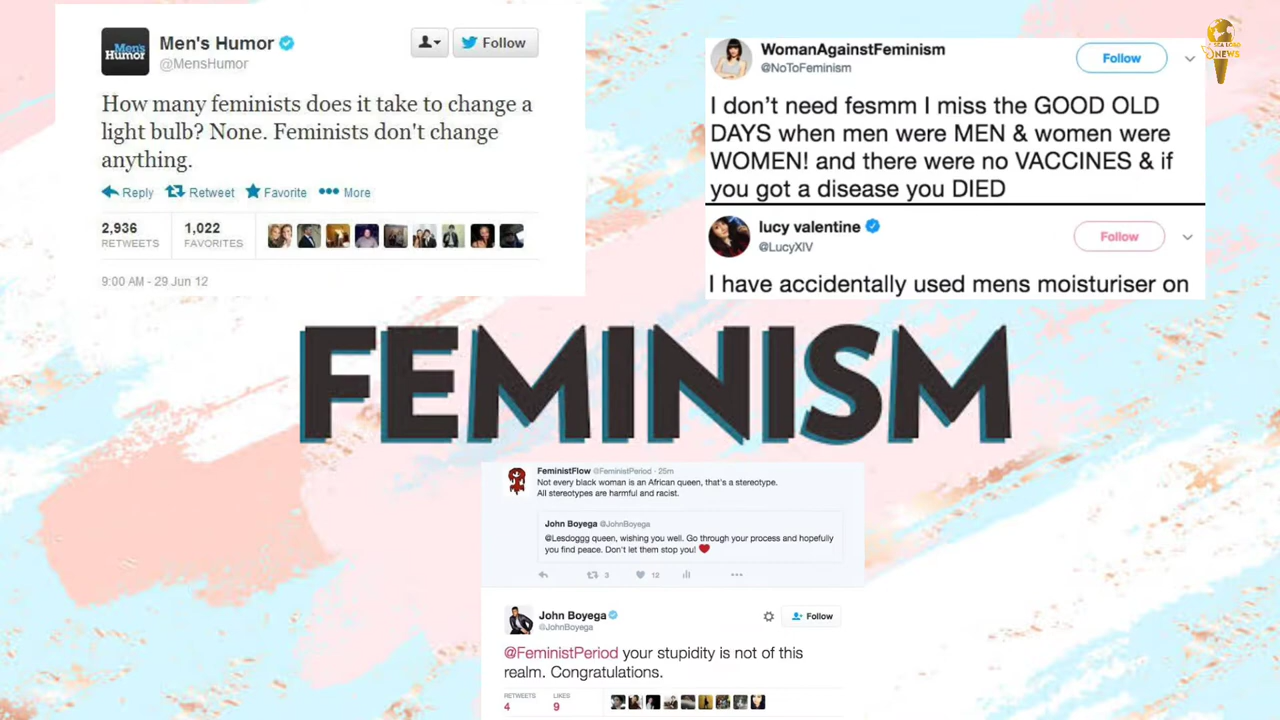 Men's Humor
@MensHumor
Follow
How many feminists does it take to change a
light bulb? None. Feminists don't change
anything.
Reply Retweet Favorite More
2,936 1,022
RETWEETS FAVORITES
9:00 AM - 29 Jun 12
WomanAgainstFeminism
@NoToFeminism
Follow
I don't need fesmm I miss the GOOD OLD
DAYS when men were MEN & women were
WOMEN! and there were no VACCINES & if
you got a disease you DIED
lucy valentine
@LucyXIV
Follow
I have accidentally used mens moisturiser on
SEA LORD
NEWS
FEMINISM
FeministFlow @FeministPeriod · 25m
Not every black woman is an African queen, that's a stereotype.
All stereotypes are harmful and racist.
John Boyega @JohnBoyega
@Lesdoggg queen, wishing you well. Go through your process and hopefully
you find peace. Don't let them stop you!
3 12
John Boyega
@JohnBoyega
Follow
@FeministPeriod your stupidity is not of this
realm. Congratulations.
RETWEETS LIKES
4 9